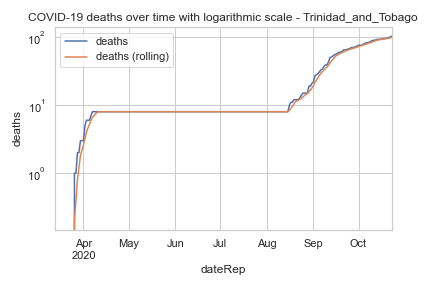 COVID-19 deaths over time with logarithmic scale - Trinidad_and_Tobago
deaths
deaths (rolling)
10²
10¹
10⁰
deaths
Apr
2020
May
Jun
Jul
Aug
Sep
Oct
dateRep